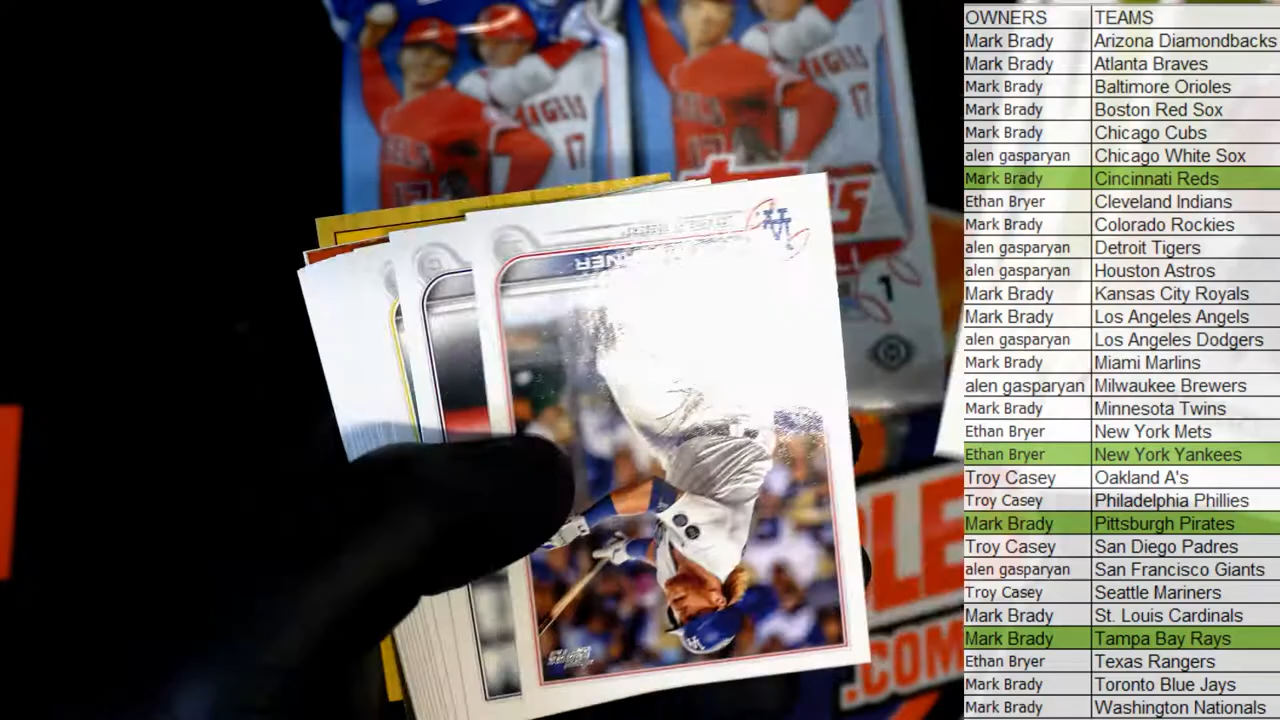 OWNERS TEAMS
Mark Brady Arizona Diamondbacks
Mark Brady Atlanta Braves
Mark Brady Baltimore Orioles
Mark Brady Boston Red Sox
Mark Brady Chicago Cubs
alen gasparyan Chicago White Sox
Mark Brady Cincinnati Reds
Ethan Bryer Cleveland Indians
Mark Brady Colorado Rockies
alen gasparyan Detroit Tigers
alen gasparyan Houston Astros
Mark Brady Kansas City Royals
Mark Brady Los Angeles Angels
alen gasparyan Los Angeles Dodgers
Mark Brady Miami Marlins
alen gasparyan Milwaukee Brewers
Mark Brady Minnesota Twins
Ethan Bryer New York Mets
Ethan Bryer New York Yankees
Troy Casey Oakland A's
Troy Casey Philadelphia Phillies
Mark Brady Pittsburgh Pirates
Troy Casey San Diego Padres
alen gasparyan San Francisco Giants
Troy Casey Seattle Mariners
Mark Brady St. Louis Cardinals
Mark Brady Tampa Bay Rays
Ethan Bryer Texas Rangers
Mark Brady Toronto Blue Jays
Mark Brady Washington Nationals
ANGELS
17
ANGELS
17
1
LE
.COM